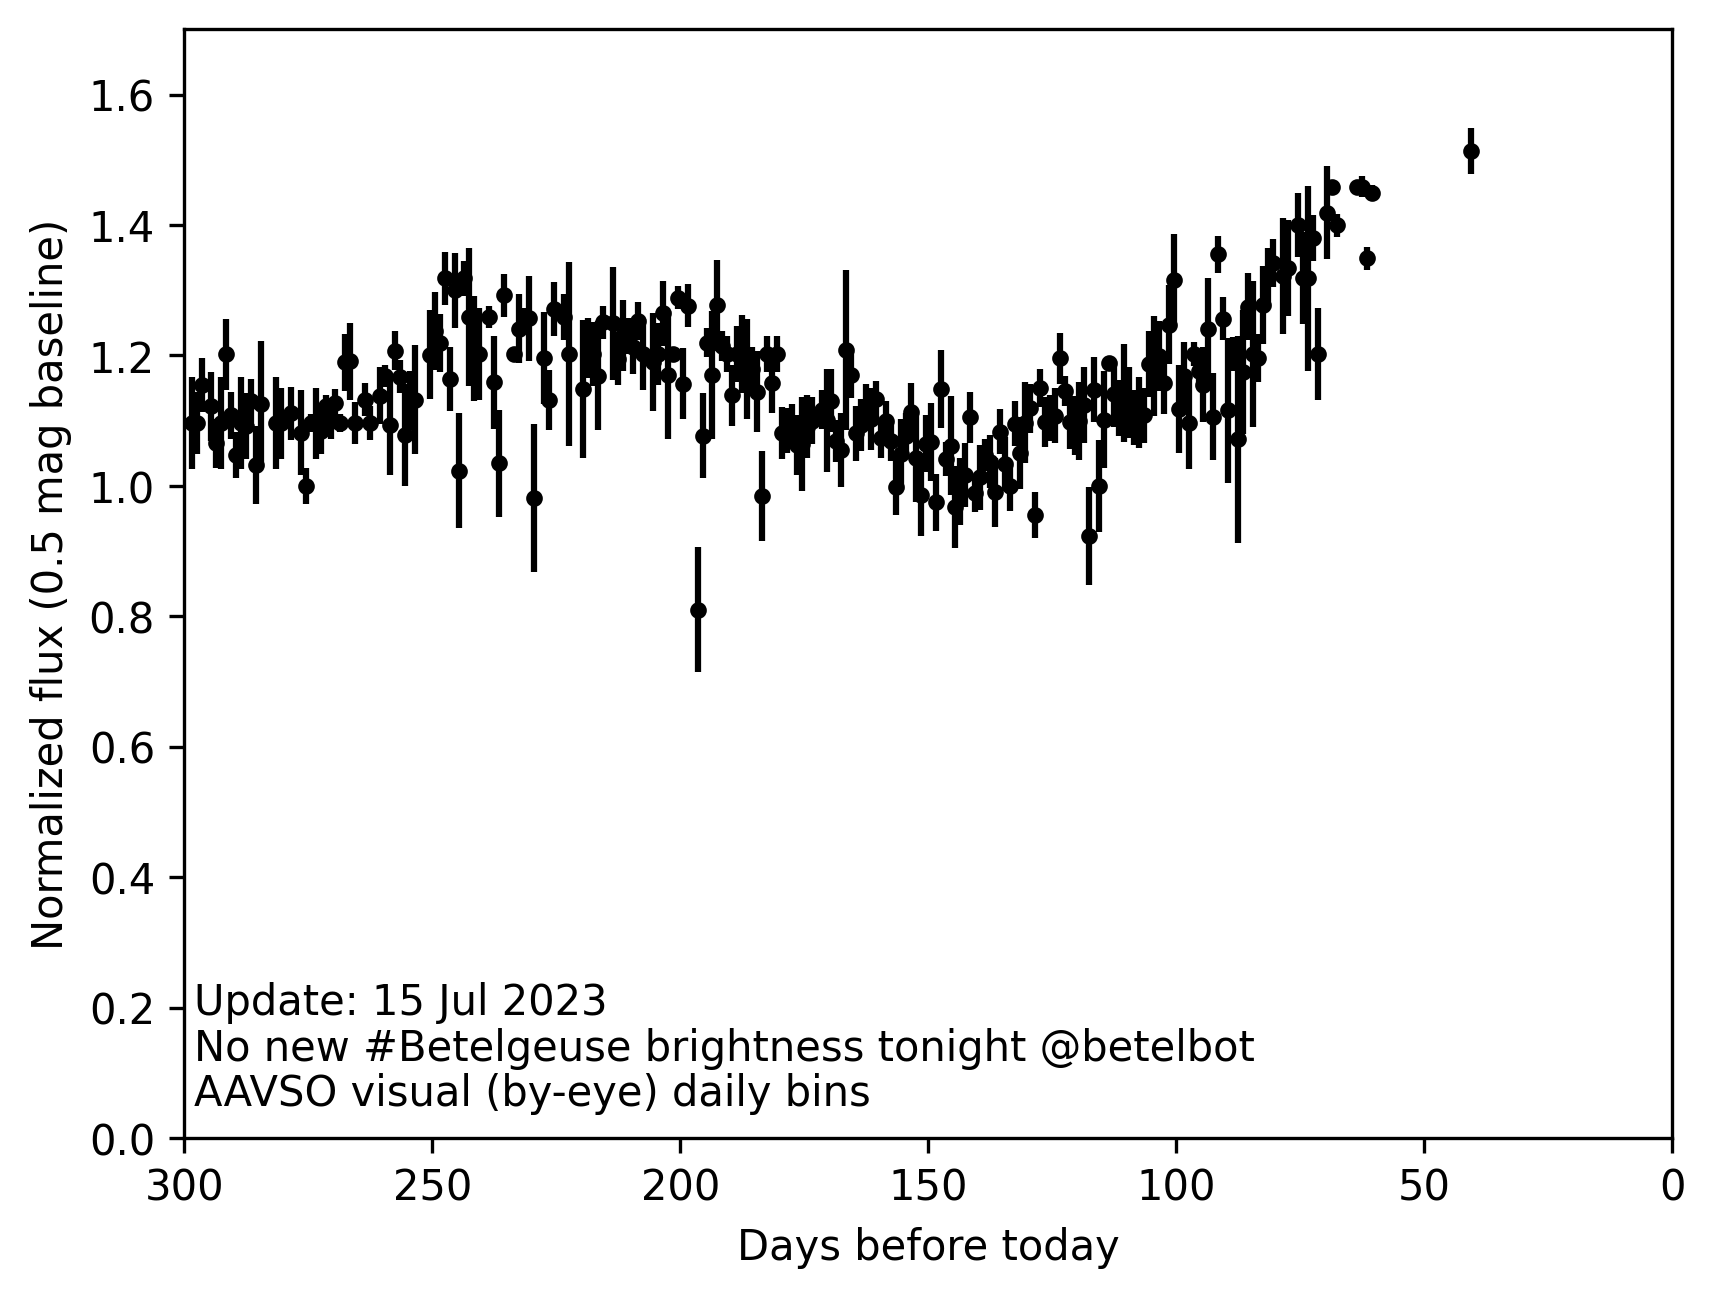 1.6
1.4
1.2
1.0
0.8
0.6
0.4
0.2
0.0
Normalized flux (0.5 mag baseline)
Update: 15 Jul 2023
No new #Betelgeuse brightness tonight @betelbot
AAVSO visual (by-eye) daily bins
300 250 200 150 100 50 0
Days before today